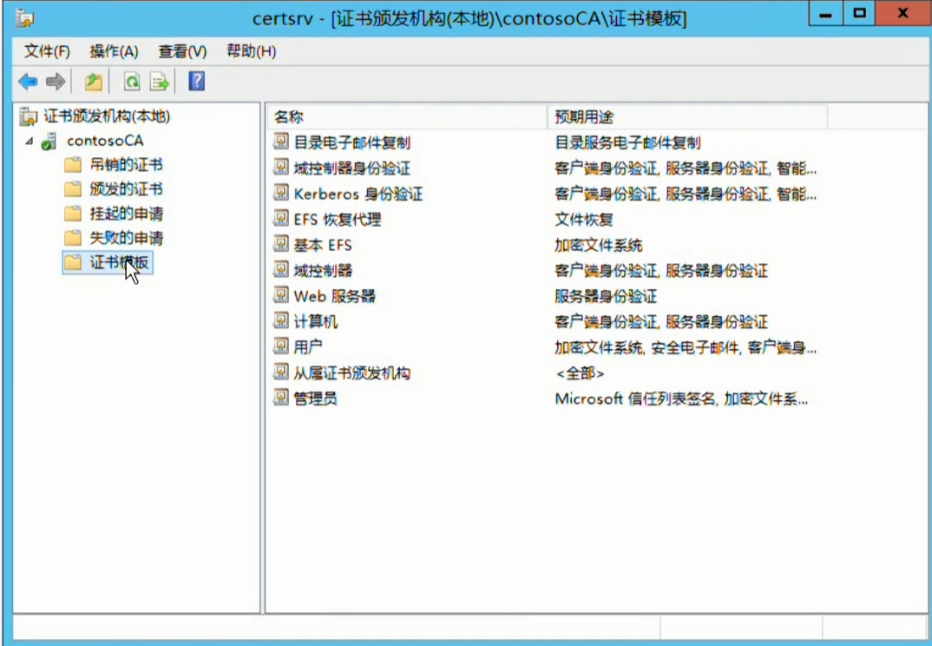 certsrv - [证书颁发机构(本地)\contosoCA\证书模板]
文件(F) 操作(A) 查看(V) 帮助(H)
证书颁发机构(本地)
contosoCA
吊销的证书
颁发的证书
挂起的申请
失败的申请
证书模板
名称 预期用途
目录电子邮件复制 目录服务电子邮件复制
域控制器身份验证 客户端身份验证, 服务器身份验证, 智能...
Kerberos 身份验证 客户端身份验证, 服务器身份验证, 智能...
EFS 恢复代理 文件恢复
基本 EFS 加密文件系统
域控制器 客户端身份验证, 服务器身份验证
Web 服务器 服务器身份验证
计算机 客户端身份验证, 服务器身份验证
用户 加密文件系统, 安全电子邮件, 客户端身...
从属证书颁发机构 <全部>
管理员 Microsoft 信任列表签名, 加密文件系...